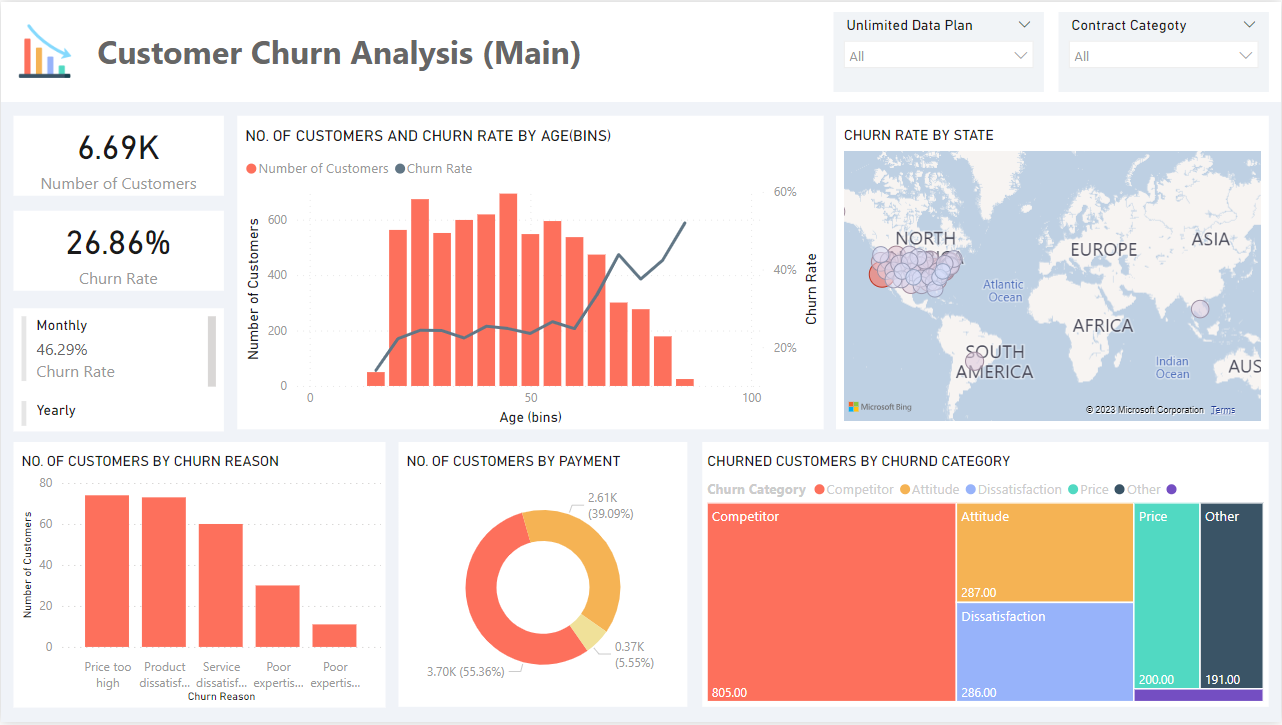 Customer Churn Analysis (Main)
Unlimited Data Plan
All
Contract Categoty
All
6.69K
Number of Customers
26.86%
Churn Rate
Monthly
46.29%
Churn Rate
Yearly
NO. OF CUSTOMERS AND CHURN RATE BY AGE(BINS)
Number of Customers Churn Rate
Number of Customers
600
400
200
0
60%
40%
20%
Churn Rate
0 50 100
Age (bins)
CHURN RATE BY STATE
NORTH
EUROPE
ASIA
Atlantic
Ocean
AFRICA
SOUTH
AMERICA
Indian
Ocean
AUS
Microsoft Bing
© 2023 Microsoft Corporation Terms
NO. OF CUSTOMERS BY CHURN REASON
Number of Customers
80
60
40
20
0
Price too
high
Product
dissatisf...
Service
dissatisf...
Poor
expertis...
Poor
expertis...
Churn Reason
NO. OF CUSTOMERS BY PAYMENT
2.61K
(39.09%)
0.37K
(5.55%)
3.70K (55.36%)
CHURNED CUSTOMERS BY CHURND CATEGORY
Churn Category Competitor Attitude Dissatisfaction Price Other
Competitor
805.00
Attitude
287.00
Dissatisfaction
286.00
Price
200.00
Other
191.00